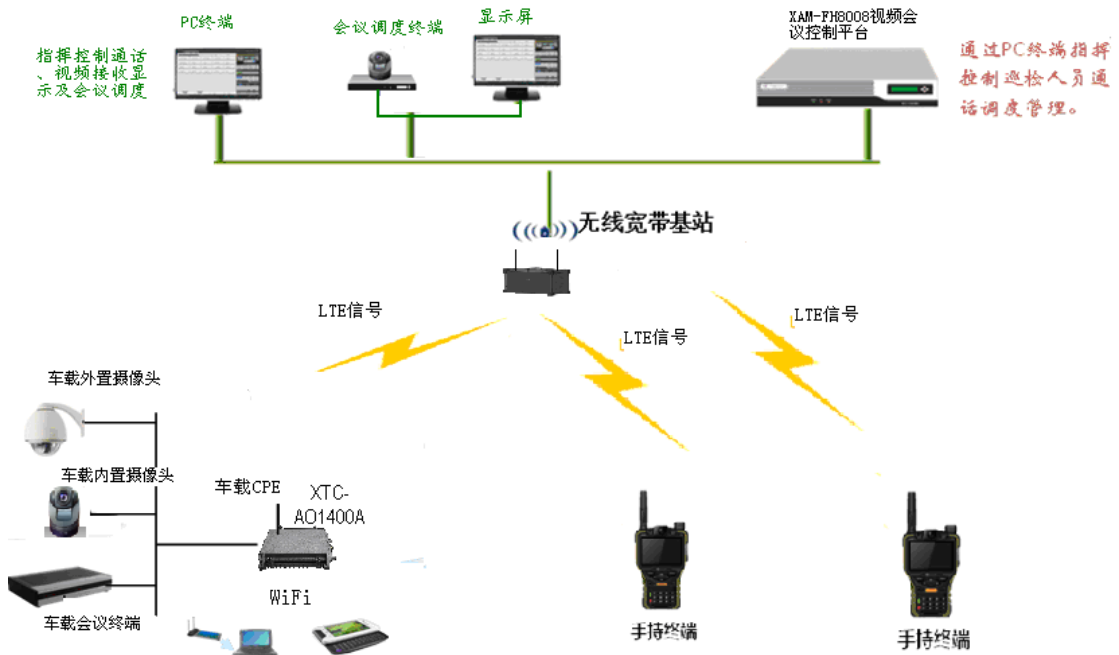 PC终端
会议调度终端
显示屏
XAM-FH8008视频会
议控制平台
指挥控制通话
、视频接收显
示及会议调度
通过PC终端指挥
控制巡检人员通
话调度管理。
无线宽带基站
LTE信号
LTE信号
LTE信号
车载外置摄像头
车载内置摄像头
车载CPE
XTC-
AO1400A
WiFi
车载会议终端
手持终端
手持终端